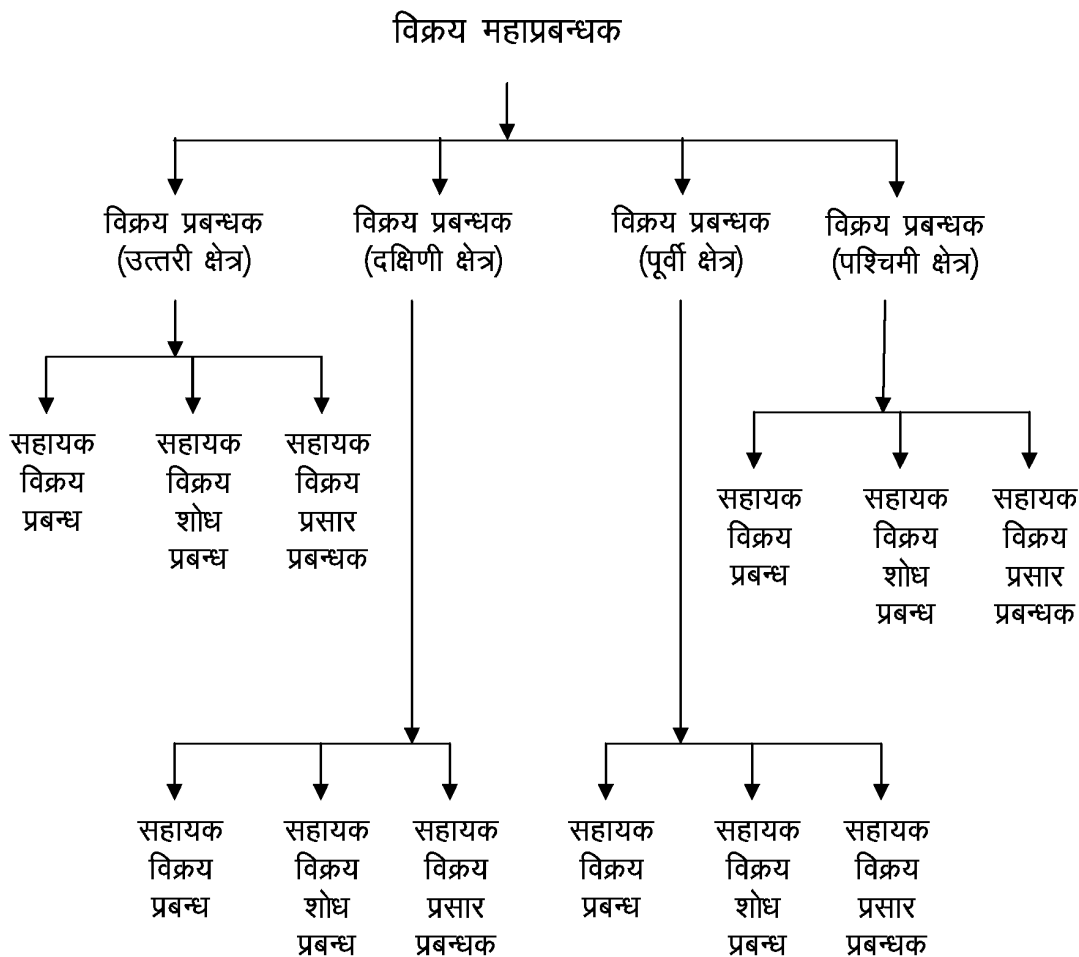 विक्रय महाप्रबन्धक
विक्रय प्रबन्धक
(उत्तरी क्षेत्र)
विक्रय प्रबन्धक
(दक्षिणी क्षेत्र)
विक्रय प्रबन्धक
(पूर्वी क्षेत्र)
विक्रय प्रबन्धक
(पश्चिमी क्षेत्र)
सहायक
विक्रय
प्रबन्ध
सहायक
विक्रय
शोध
प्रबन्ध
सहायक
विक्रय
प्रसार
प्रबन्धक
सहायक
विक्रय
प्रबन्ध
सहायक
विक्रय
शोध
प्रबन्ध
सहायक
विक्रय
प्रसार
प्रबन्धक
सहायक
विक्रय
प्रबन्ध
सहायक
विक्रय
शोध
प्रबन्ध
सहायक
विक्रय
प्रसार
प्रबन्धक
सहायक
विक्रय
प्रबन्ध
सहायक
विक्रय
शोध
प्रबन्ध
सहायक
विक्रय
प्रसार
प्रबन्धक